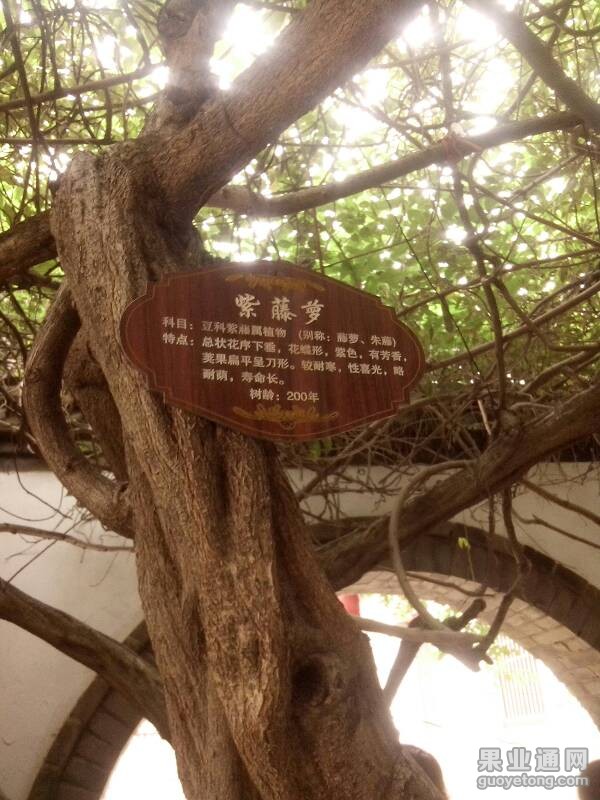 紫藤萝
科目：豆科紫藤属植物 （别称：藤萝、朱藤）
特点：总状花序下垂，花蝶形，紫色，有芳香，
荚果扁平呈刀形。较耐寒，性喜光，略
耐荫，寿命长。
树龄：200年
果业通网
guoyetong.com